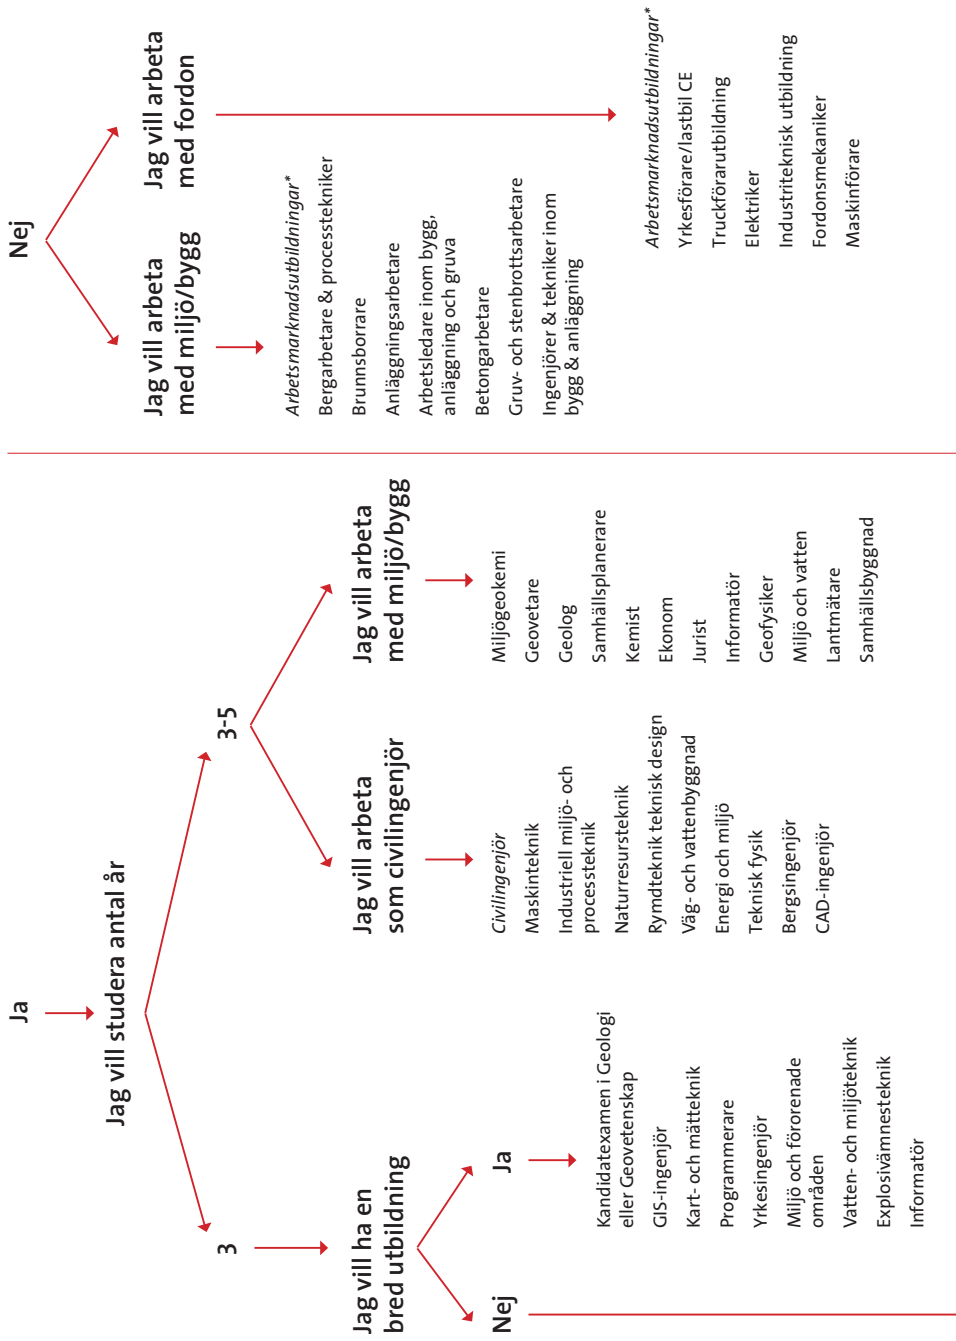 Ja
Jag vill studera antal år
3
3-5
Jag vill ha en
bred utbildning
Nej
Ja
Kandidatexamen i Geologi
eller Geovetenskap
GIS-ingenjör
Kart- och mätteknik
Programmerare
Yrkesingenjör
Miljö och förorenade
områden
Vatten- och miljöteknik
Explosivämnesteknik
Informatör
Jag vill arbeta
som civilingenjör
Civilingenjör
Maskinteknik
Industriell miljö- och
processteknik
Naturresursteknik
Rymdteknik teknisk design
Väg- och vattenbyggnad
Energi och miljö
Teknisk fysik
Bergsingenjör
CAD-ingenjör
Jag vill arbeta
med miljö/bygg
Miljögeokemi
Geovetare
Geolog
Samhällsplanerare
Kemist
Ekonom
Jurist
Informatör
Geofysiker
Miljö och vatten
Lantmätare
Samhällsbyggnad
Nej
Jag vill arbeta
med miljö/bygg
Arbetsmarknadsutbildningar*
Bergarbetare & processtekniker
Brunnsborrare
Anläggningsarbetare
Arbetsledare inom bygg,
anläggning och gruva
Betongarbetare
Gruv- och stenbrottsarbetare
Ingenjörer & tekniker inom
bygg & anläggning
Jag vill arbeta
med fordon
Arbetsmarknadsutbildningar*
Yrkesförare/lastbil CE
Truckförarutbildning
Elektriker
Industriteknisk utbildning
Fordonsmekaniker
Maskinförare